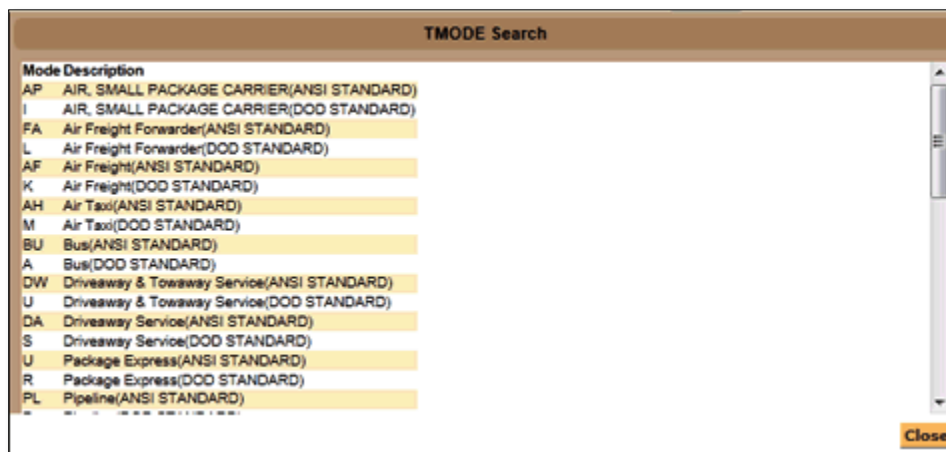 TMODE Search
Mode Description
AP AIR, SMALL PACKAGE CARRIER(ANSI STANDARD)
I AIR, SMALL PACKAGE CARRIER(DOD STANDARD)
FA Air Freight Forwarder(ANSI STANDARD)
L Air Freight Forwarder(DOD STANDARD)
AF Air Freight(ANSI STANDARD)
K Air Freight(DOD STANDARD)
AH Air Taxi(ANSI STANDARD)
M Air Taxi(DOD STANDARD)
BU Bus(ANSI STANDARD)
A Bus(DOD STANDARD)
DW Driveaway & Towaway Service(ANSI STANDARD)
U Driveaway & Towaway Service(DOD STANDARD)
DA Driveaway Service(ANSI STANDARD)
S Driveaway Service(DOD STANDARD)
U Package Express(ANSI STANDARD)
R Package Express(DOD STANDARD)
PL Pipeline(ANSI STANDARD)
Close